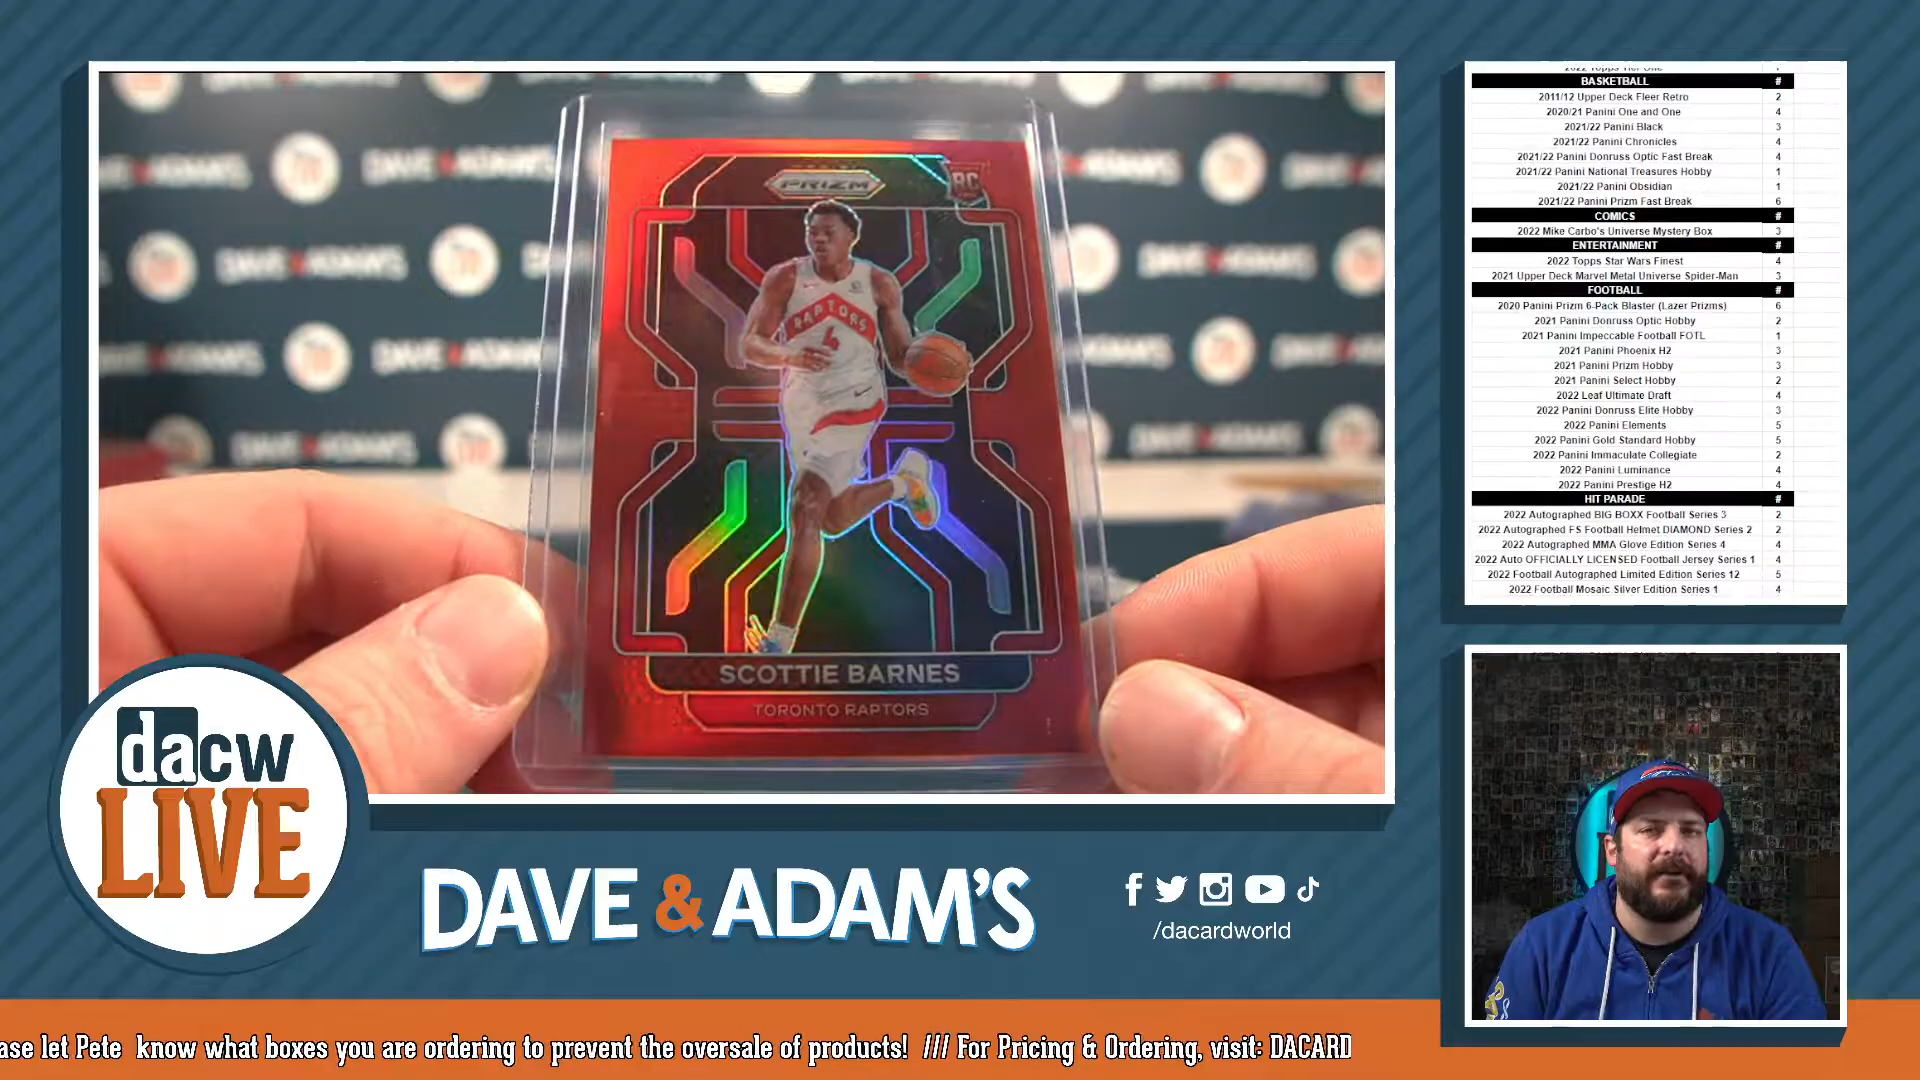 PRIZM
RC
RAPTORS
4
SCOTTIE BARNES
TORONTO RAPTORS
DAVE & ADAM'S
dacw
LIVE
DAVE & ADAM'S
/dacardworld
ase let Pete know what boxes you are ordering to prevent the oversale of products! /// For Pricing & Ordering, visit: DACARD
2022 Topps Tier One
BASKETBALL #
2011/12 Upper Deck Fleer Retro 2
2020/21 Panini One and One 4
2021/22 Panini Black 3
2021/22 Panini Chronicles 4
2021/22 Panini Donruss Optic Fast Break 4
2021/22 Panini National Treasures Hobby 1
2021/22 Panini Obsidian 1
2021/22 Panini Prizm Fast Break 6
COMICS #
2022 Mike Carbo's Universe Mystery Box 3
ENTERTAINMENT #
2022 Topps Star Wars Finest 4
2021 Upper Deck Marvel Metal Universe Spider-Man 3
FOOTBALL #
2020 Panini Prizm 6-Pack Blaster (Lazer Prizms) 6
2021 Panini Donruss Optic Hobby 2
2021 Panini Impeccable Football FOTL 1
2021 Panini Phoenix H2 3
2021 Panini Prizm Hobby 3
2021 Panini Select Hobby 2
2022 Leaf Ultimate Draft 4
2022 Panini Donruss Elite Hobby 3
2022 Panini Elements 5
2022 Panini Gold Standard Hobby 5
2022 Panini Immaculate Collegiate 2
2022 Panini Luminance 4
2022 Panini Prestige H2 4
HIT PARADE #
2022 Autographed BIG BOXX Football Series 3 2
2022 Autographed FS Football Helmet DIAMOND Series 2 2
2022 Autographed MMA Glove Edition Series 4 4
2022 Auto OFFICIALLY LICENSED Football Jersey Series 1 4
2022 Football Autographed Limited Edition Series 12 5
2022 Football Mosaic Silver Edition Series 1 4